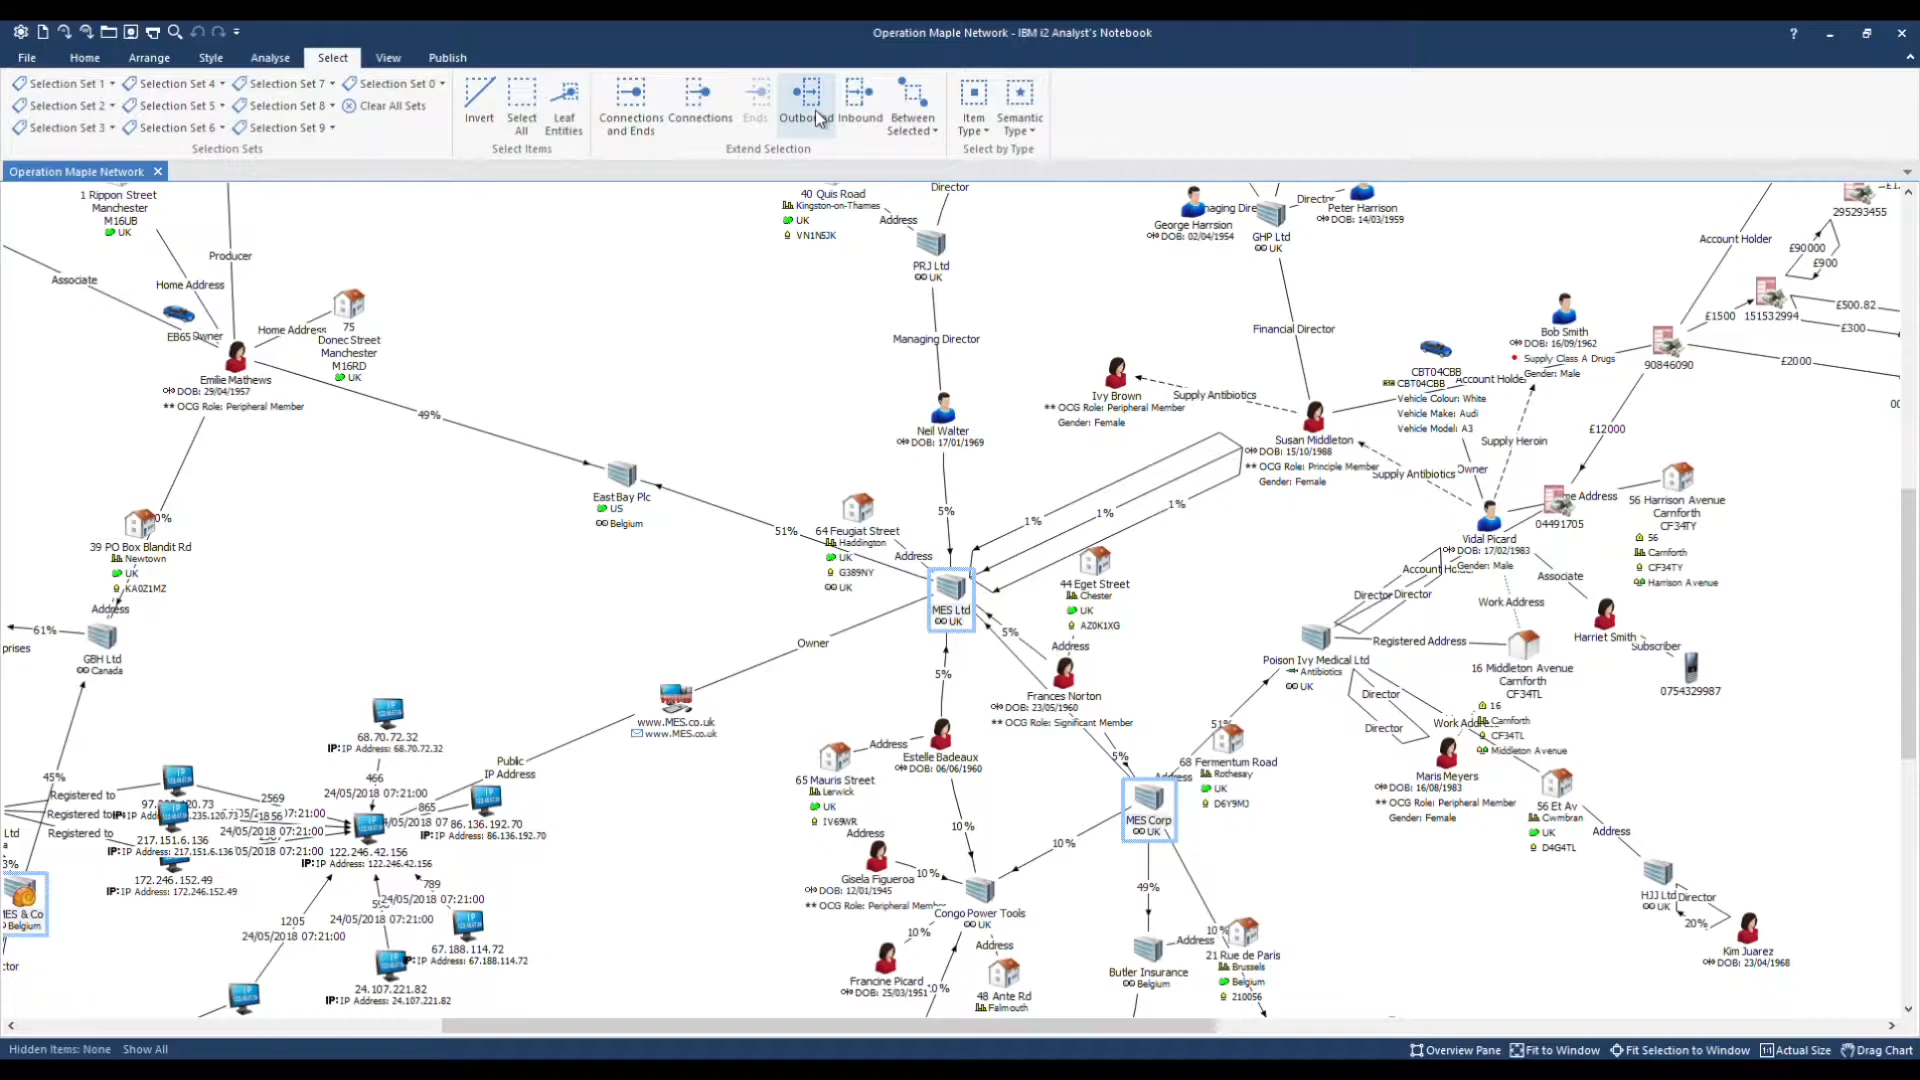 Operation Maple Network - IBM i2 Analyst's Notebook
?
File
Home
Arrange
Style
Analyse
Select
View
Publish
Selection Set 1
Selection Set 4
Selection Set 7
Selection Set 0
Selection Set 2
Selection Set 5
Selection Set 8
Clear All Sets
Selection Set 3
Selection Set 6
Selection Set 9
Selection Sets
Invert
Select
All
Leaf
Entities
Select Items
Connections
and Ends
Connections
Ends
Inbound
Between
Selected
Extend Selection
Item
Type
Semantic
Type
Select by Type
Operation Maple Network
1 Rippon Street
Manchester
M16UB
UK
Producer
Associate
Home Address
Home Address
EB65
75
Donec Street
Manchester
M16RD
UK
Emilie Mathews
DOB: 29/04/1957
** OCG Role: Peripheral Member
49%
40 Quis Road
Kingston-on-Thames
UK
VN1N5JK
Address
Director
PRJ Ltd
UK
Managing Director
Neil Walter
DOB: 17/01/1969
5%
George Harrsion
DOB: 02/04/1954
GHP Ltd
UK
Director
Peter Harrison
DOB: 14/03/1959
Financial Director
295293455
Account Holder
£90000
£900
£1500
151532994
£500.82
£300
£2000
90846090
£12000
Bob Smith
DOB: 16/09/1962
Supply Class A Drugs
Gender: Male
CBT04CBB
CBT04CBB
Vehicle Colour: White
Vehicle Make: Audi
Vehicle Model: A3
Ivy Brown
** OCG Role: Peripheral Member
Gender: Female
Supply Antibiotics
Susan Middleton
DOB: 15/10/1988
** OCG Role: Principle Member
Gender: Female
Supply Heroin
Supply Antibiotics
Owner
Vidal Picard
DOB: 17/02/1983
Gender: Male
04491705
56 Harrison Avenue
Carnforth
CF34TY
56
Carnforth
CF34TY
Harrison Avenue
EastBay Plc
US
Belgium
51%
64 Feugiat Street
Haddington
UK
G389NY
UK
Address
1%
1%
1%
MES Ltd
UK
44 Eget Street
Chester
UK
AZ0K1XG
Address
5%
Frances Norton
DOB: 23/05/1960
** OCG Role: Significant Member
39 PO Box Blandit Rd
Newtown
UK
KA0Z1MZ
Address
61%
prises
GBH Ltd
Canada
Director
Director
Work Address
Associate
Harriet Smith
Subscriber
0754329987
Poison Ivy Medical Ltd
Antibiotics
UK
Registered Address
16 Middleton Avenue
Carnforth
CF34TL
16
Carnforth
CF34TL
Middleton Avenue
Director
Director
Maris Meyers
DOB: 16/08/1983
** OCG Role: Peripheral Member
Gender: Female
Owner
www.MES.co.uk
www.MES.co.uk
Public
IP Address
5%
Estelle Badeaux
DOB: 06/06/1960
5%
MES Corp
UK
68 Fermentum Road
Rothesay
UK
D6Y9MJ
65 Mauris Street
Lerwick
UK
IV69WR
Address
Address
56 Et Av
Cwmbran
UK
D4G4TL
Address
HJJ Ltd
UK
Director
20%
Kim Juarez
DOB: 23/04/1968
68.70.72.32
IP: IP Address: 68.70.72.32
466
24/05/2018 07:21:00
865
86.136.192.70
IP: IP Address: 86.136.192.70
45%
Registered to
Registered to
Registered to
2569
217.151.6.136
IP: IP Address: 217.151.6.136
24/05/2018 07:21:00
122.246.42.156
IP: IP Address: 122.246.42.156
172.246.152.49
IP: IP Address: 172.246.152.49
Ltd
Belgium
789
24/05/2018 07:21:00
24/05/2018 07:21:00
1205
24/05/2018 07:21:00
67.188.114.72
IP: IP Address: 67.188.114.72
24.107.221.82
IP: IP Address: 24.107.221.82
10%
10%
Gisela Figueroa
DOB: 12/01/1945
** OCG Role: Peripheral
10%
Congo Power Tools
UK
10%
Address
Francine Picard
DOB: 25/03/1951
48 Ante Rd
Falmouth
49%
Butler Insurance
Belgium
Address
10%
21 Rue de Paris
Brussels
Belgium
210056
Hidden Items: None
Show All
Overview Pane
Fit to Window
Fit Selection to Window
1:1 Actual Size
Drag Chart